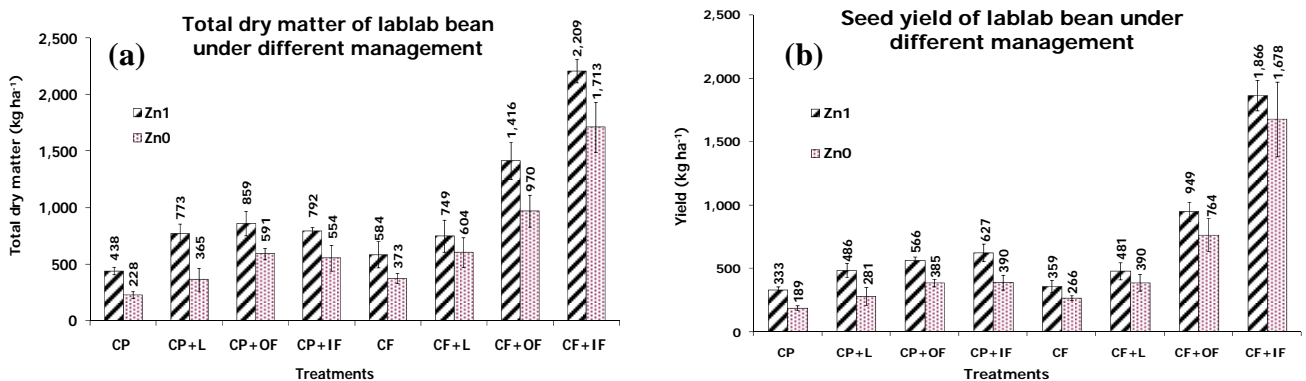 (a)
Total dry matter of lablab bean
under different management
Total dry matter (kg ha⁻¹)
2,500
2,000
1,500
1,000
500
0
Zn1
Zn0
438
228
773
365
859
591
792
554
584
373
749
604
1,416
970
2,209
1,713
CP
CP+L
CP+OF
CP+IF
CF
CF+L
CF+OF
CF+IF
Treatments
(b)
Seed yield of lablab bean under
different management
Yield (kg ha⁻¹)
2,500
2,000
1,500
1,000
500
0
Zn1
Zn0
333
189
486
281
566
385
627
390
359
266
481
390
949
764
1,866
1,678
CP
CP+L
CP+OF
CP+IF
CF
CF+L
CF+OF
CF+IF
Treatments